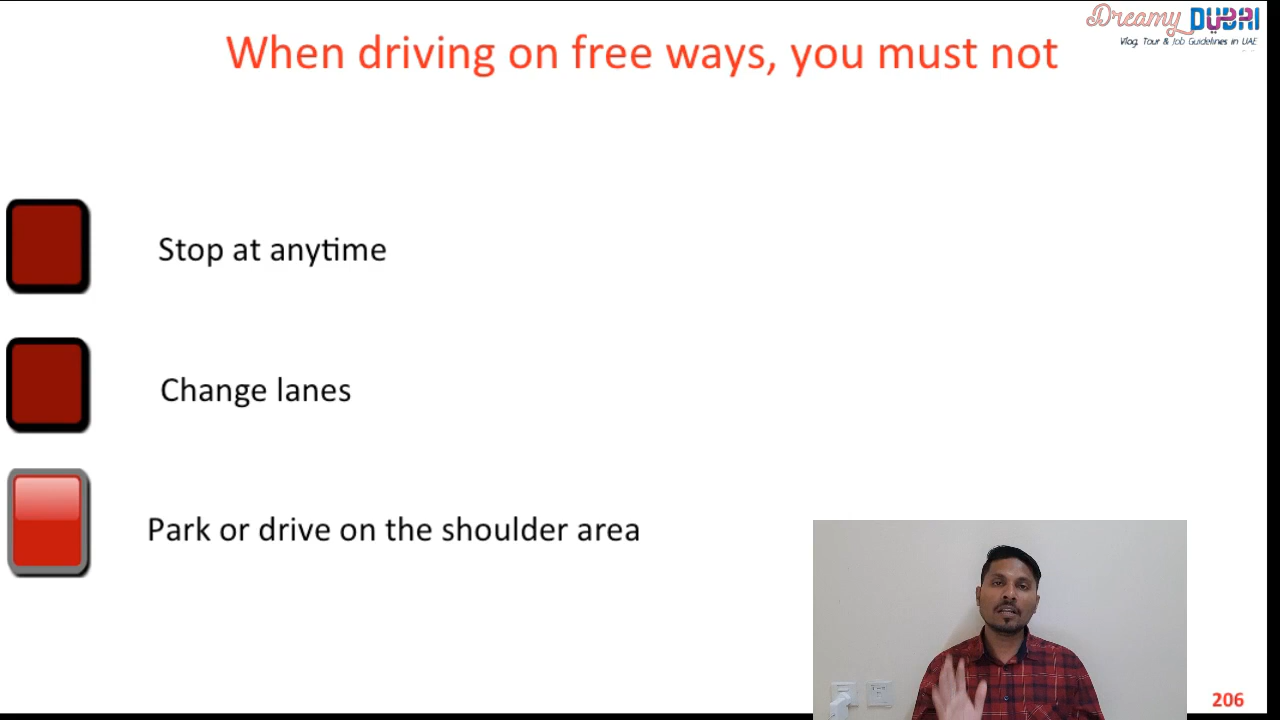 Dreamy DUBAI
Vlog, Tour & Job Guidelines in UAE
When driving on free ways, you must not
Stop at anytime
Change lanes
Park or drive on the shoulder area
206